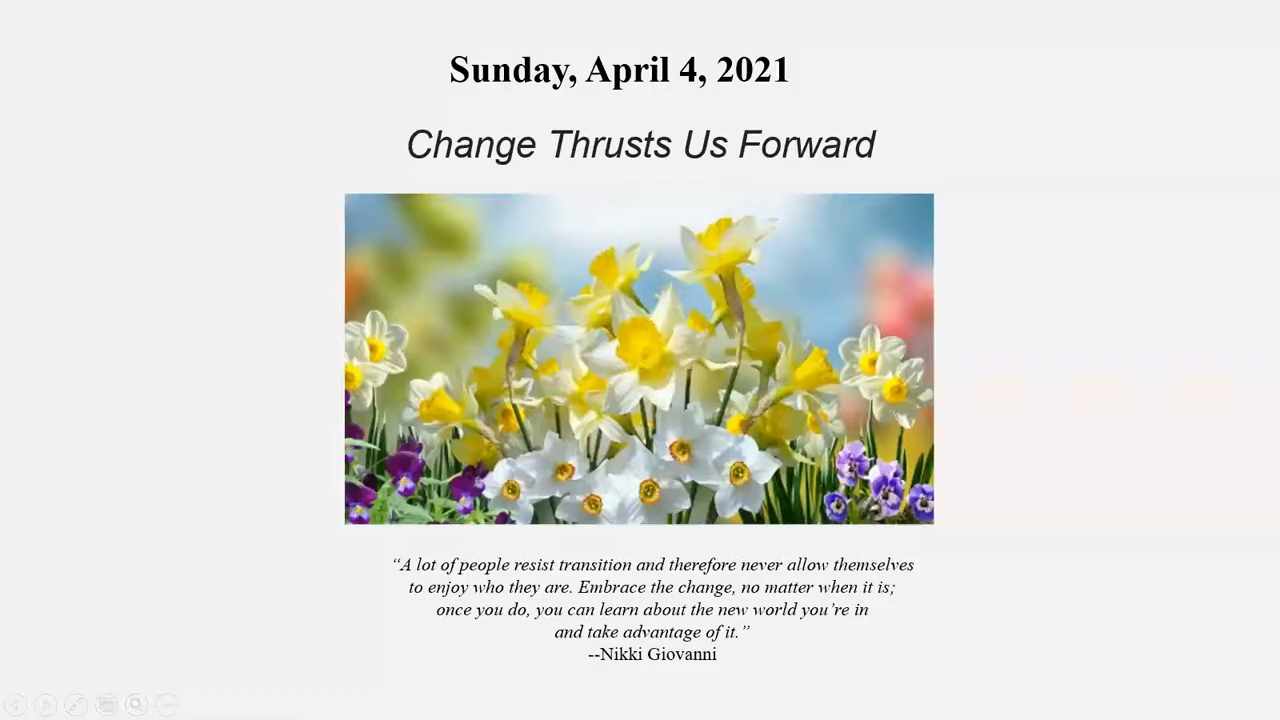 Sunday, April 4, 2021
Change Thrusts Us Forward
“A lot of people resist transition and therefore never allow themselves
to enjoy who they are. Embrace the change, no matter when it is;
once you do, you can learn about the new world you’re in
and take advantage of it.”
--Nikki Giovanni